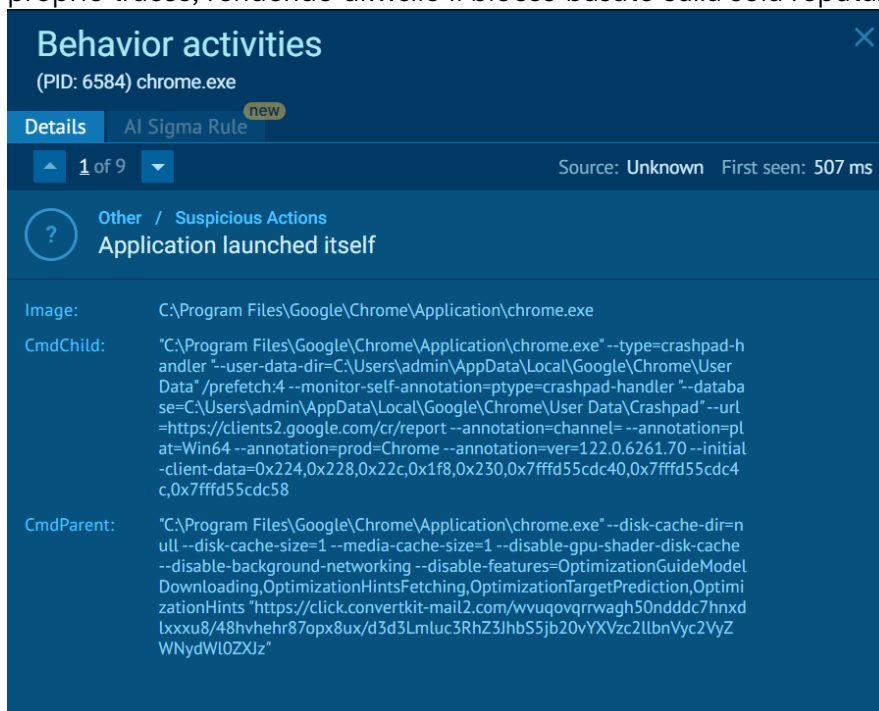 Behavior activities
(PID: 6584) chrome.exe
Details AI Sigma Rule new
1 of 9 Source: Unknown First seen: 507 ms
Other / Suspicious Actions
? Application launched itself
Image: C:\Program Files\Google\Chrome\Application\chrome.exe
CmdChild: "C:\Program Files\Google\Chrome\Application\chrome.exe" --type=crashpad-h
andler "--user-data-dir=C:\Users\admin\AppData\Local\Google\Chrome\User
Data" /prefetch:4 --monitor-self-annotation=ptype=crashpad-handler "--databa
se=C:\Users\admin\AppData\Local\Google\Chrome\User Data\Crashpad" --url
=https://clients2.google.com/cr/report --annotation=channel= --annotation=pl
at=Win64 --annotation=prod=Chrome --annotation=ver=122.0.6261.70 --initial
-client-data=0x224,0x228,0x22c,0x1f8,0x230,0x7fffd55cdc40,0x7fffd55cdc4
c,0x7fffd55cdc58
CmdParent: "C:\Program Files\Google\Chrome\Application\chrome.exe" --disk-cache-dir=n
ull --disk-cache-size=1 --media-cache-size=1 --disable-gpu-shader-disk-cache
--disable-background-networking --disable-features=OptimizationGuideModel
Downloading,OptimizationHintsFetching,OptimizationTargetPrediction,Optimi
zationHints "https://click.convertkit-mail2.com/wvuqovqrrwagh50ndddc7hnxd
lxxxu8/48hvhehr87opx8ux/d3d3Lmluc3RhZ3JhbS5jb20vYXVzc2llbnVyc2VyZ
WNydWl0ZXJz"